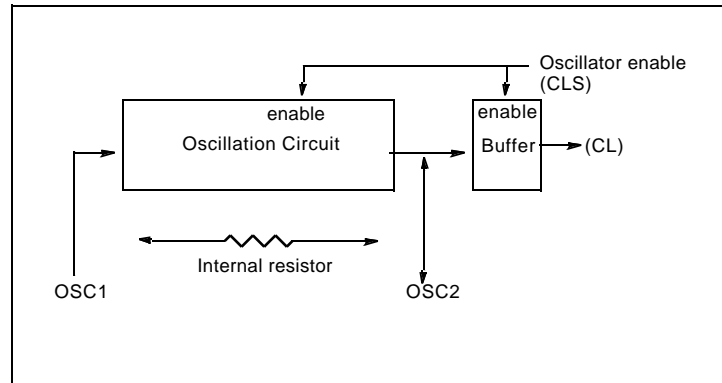 Oscillator enable
(CLS)
enable
enable
Oscillation Circuit
Buffer
(CL)
Internal resistor
OSC1
OSC2